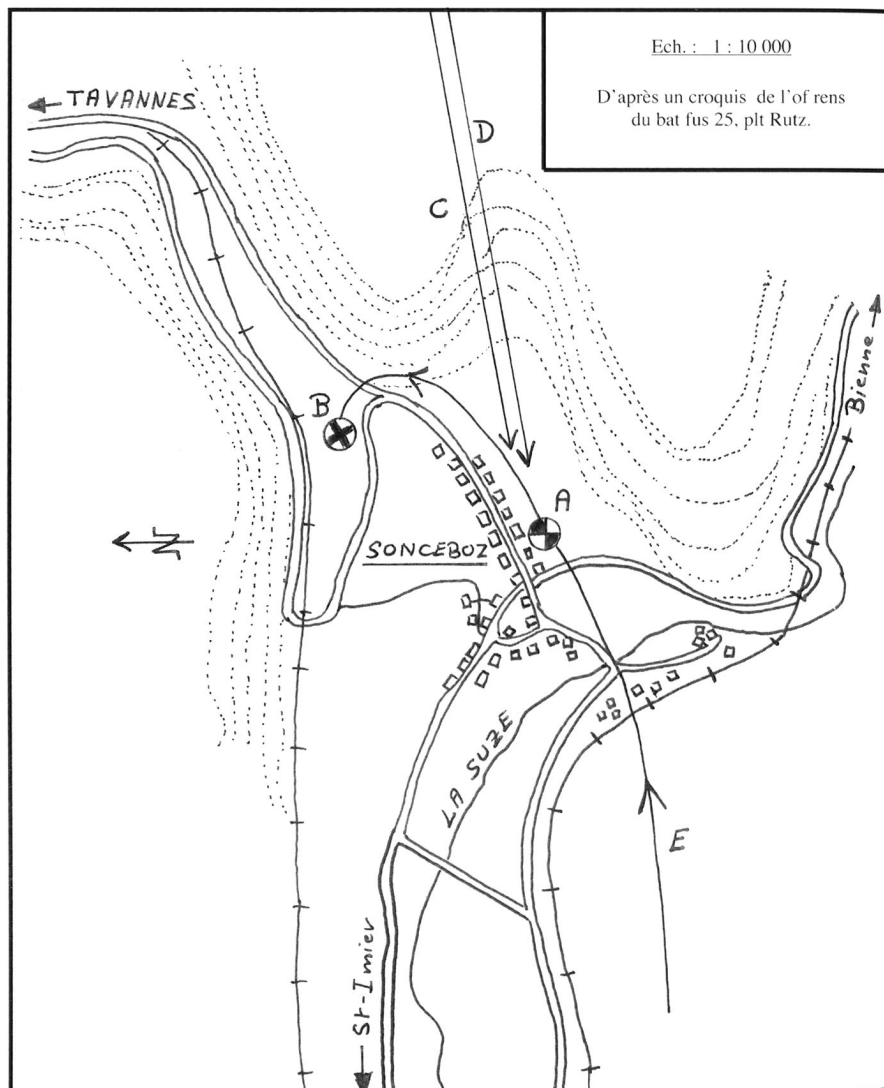 Ech. : 1 : 10 000
D'après un croquis de l'of rens
du bat fus 25, plt Rutz.
TAVANNES
D
C
Bienne
B
A
N
SONCEBOZ
LA SUZE
E
St-Imier